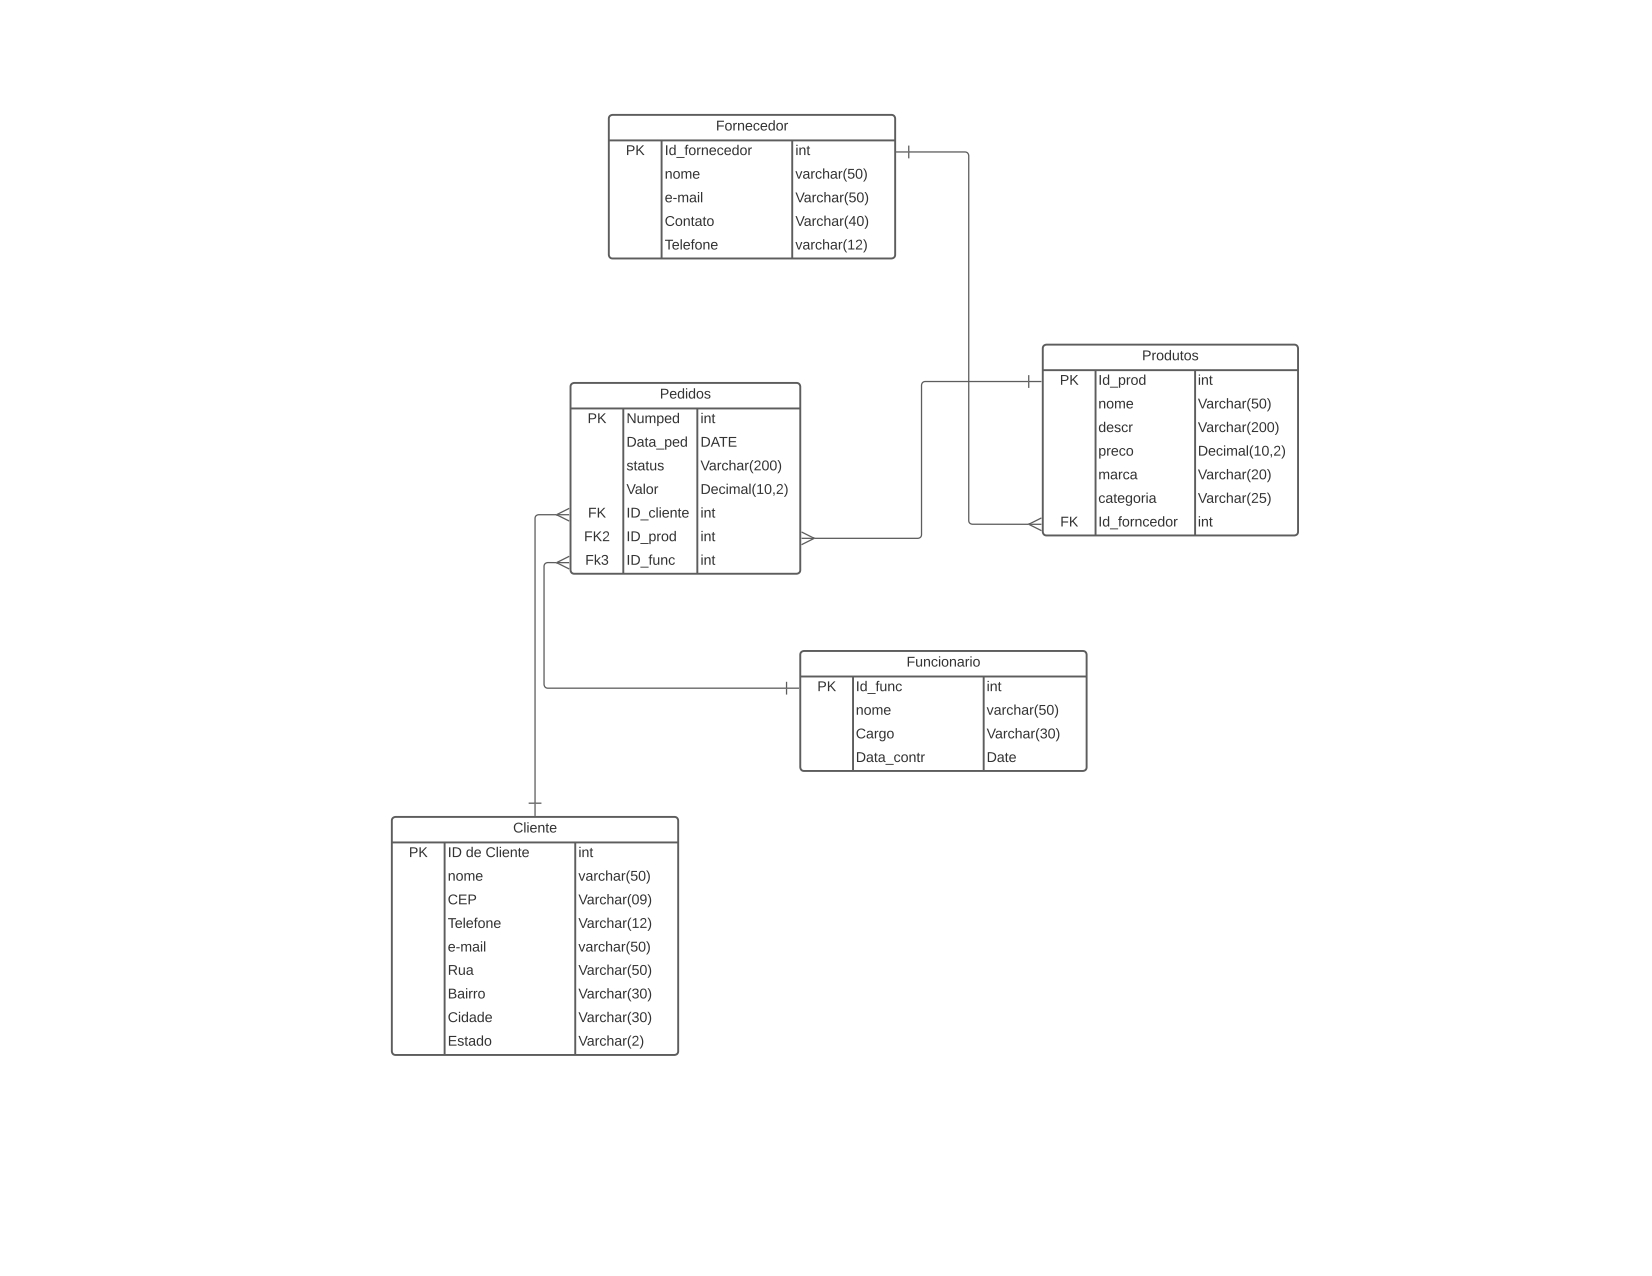 Fornecedor
PK Id_fornecedor int
nome varchar(50)
e-mail Varchar(50)
Contato Varchar(40)
Telefone varchar(12)
Produtos
PK Id_prod int
nome Varchar(50)
descr Varchar(200)
preco Decimal(10,2)
marca Varchar(20)
categoria Varchar(25)
FK Id_forncedor int
Pedidos
PK Numped int
Data_ped DATE
status Varchar(200)
Valor Decimal(10,2)
FK ID_cliente int
FK2 ID_prod int
Fk3 ID_func int
Funcionario
PK Id_func int
nome varchar(50)
Cargo Varchar(30)
Data_contr Date
Cliente
PK ID de Cliente int
nome varchar(50)
CEP Varchar(09)
Telefone Varchar(12)
e-mail varchar(50)
Rua Varchar(50)
Bairro Varchar(30)
Cidade Varchar(30)
Estado Varchar(2)